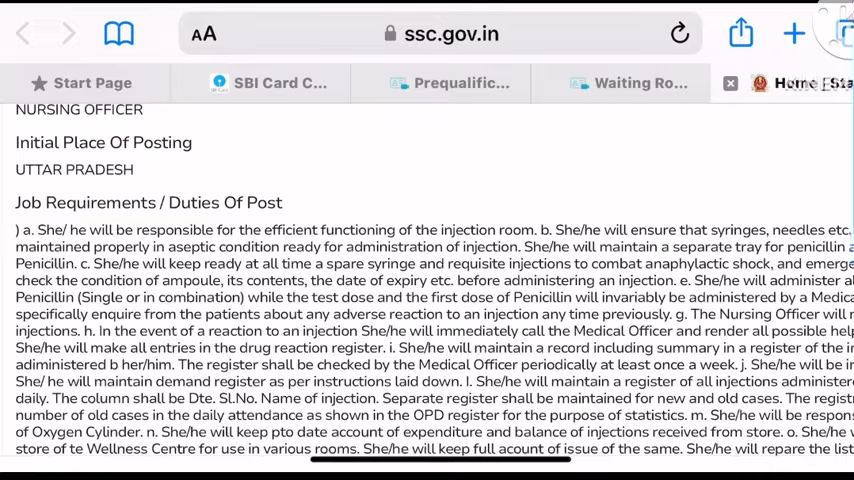 AA ssc.gov.in
Start Page SBI Card C... Prequalific... Waiting Ro... Home
NURSING OFFICER
Initial Place Of Posting
UTTAR PRADESH
Job Requirements / Duties Of Post
) a. She/ he will be responsible for the efficient functioning of the injection room. b. She/he will ensure that syringes, needles etc.
maintained properly in aseptic condition ready for administration of injection. She/he will maintain a separate tray for penicillin
Penicillin. c. She/he will keep ready at all time a spare syringe and requisite injections to combat anaphylactic shock, and emerge
check the condition of ampoule, its contents, the date of expiry etc. before administering an injection. e. She/he will administer al
Penicillin (Single or in combination) while the test dose and the first dose of Penicillin will invariably be administered by a Medica
specifically enquire from the patients about any adverse reaction to an injection any time previously. g. The Nursing Officer will
injections. h. In the event of a reaction to an injection She/he will immediately call the Medical Officer and render all possible help
She/he will make all entries in the drug reaction register. i. She/he will maintain a record including summary in a register of the in
administered b her/him. The register shall be checked by the Medical Officer periodically at least once a week. j. She/he will be in
She/ he will maintain demand register as per instructions laid down. l. She/he will maintain a register of all injections administere
daily. The column shall be Dte. Sl.No. Name of injection. Separate register shall be maintained for new and old cases. The registr
number of old cases in the daily attendance as shown in the OPD register for the purpose of statistics. m. She/he will be respons
of Oxygen Cylinder. n. She/he will keep pto date account of expenditure and balance of injections received from store. o. She/he
store of te Wellness Centre for use in various rooms. She/he will keep full acount of issue of the same. She/he will repare the list